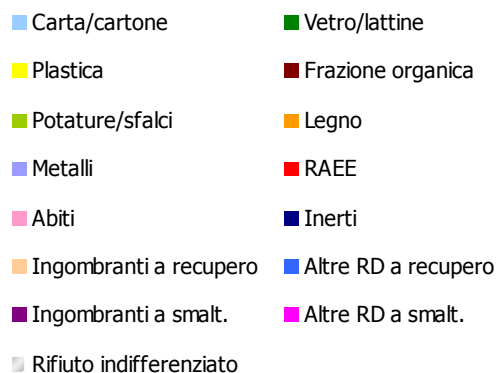 Carta/cartone Vetro/lattine
Plastica Frazione organica
Potature/sfalci Legno
Metalli RAEE
Abiti Inerti
Ingombranti a recupero Altre RD a recupero
Ingombranti a smalt. Altre RD a smalt.
Rifiuto indifferenziato